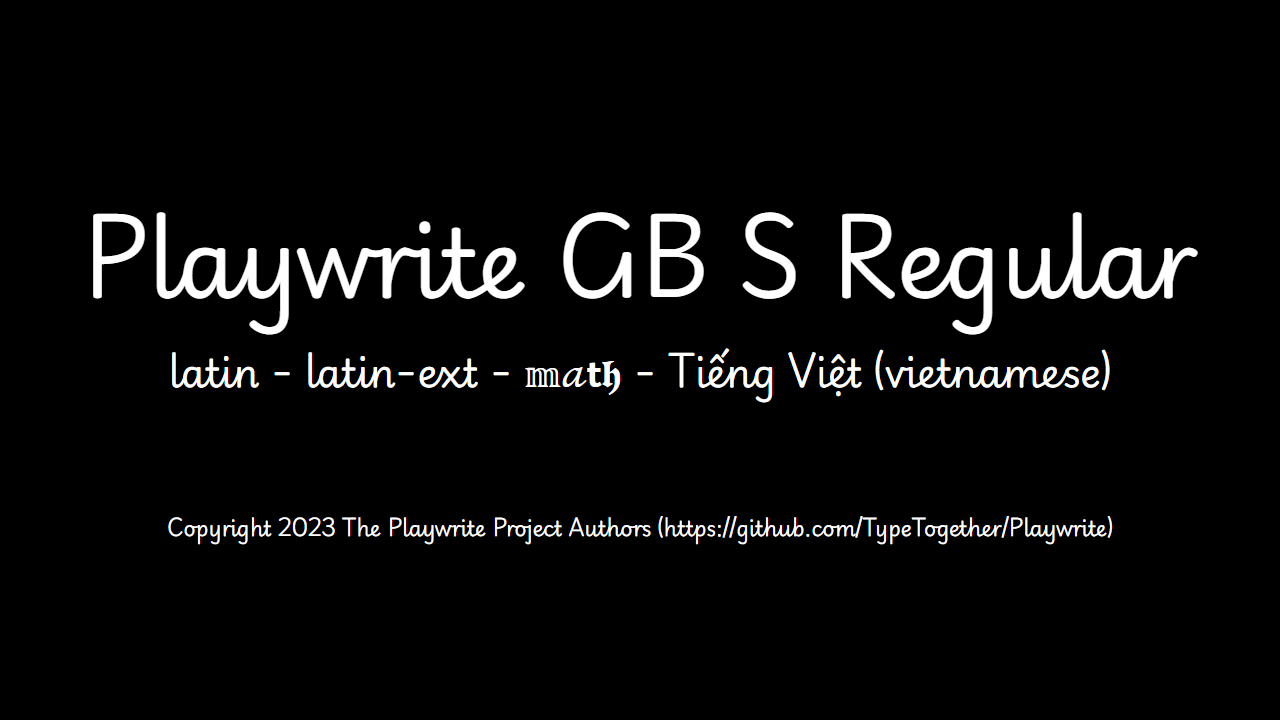 Playwrite GB S Regular
latin - latin-ext - 𝕞𝑎𝘁𝖍 - Tiếng Việt (vietnamese)
Copyright 2023 The Playwrite Project Authors (https://github.com/TypeTogether/Playwrite)